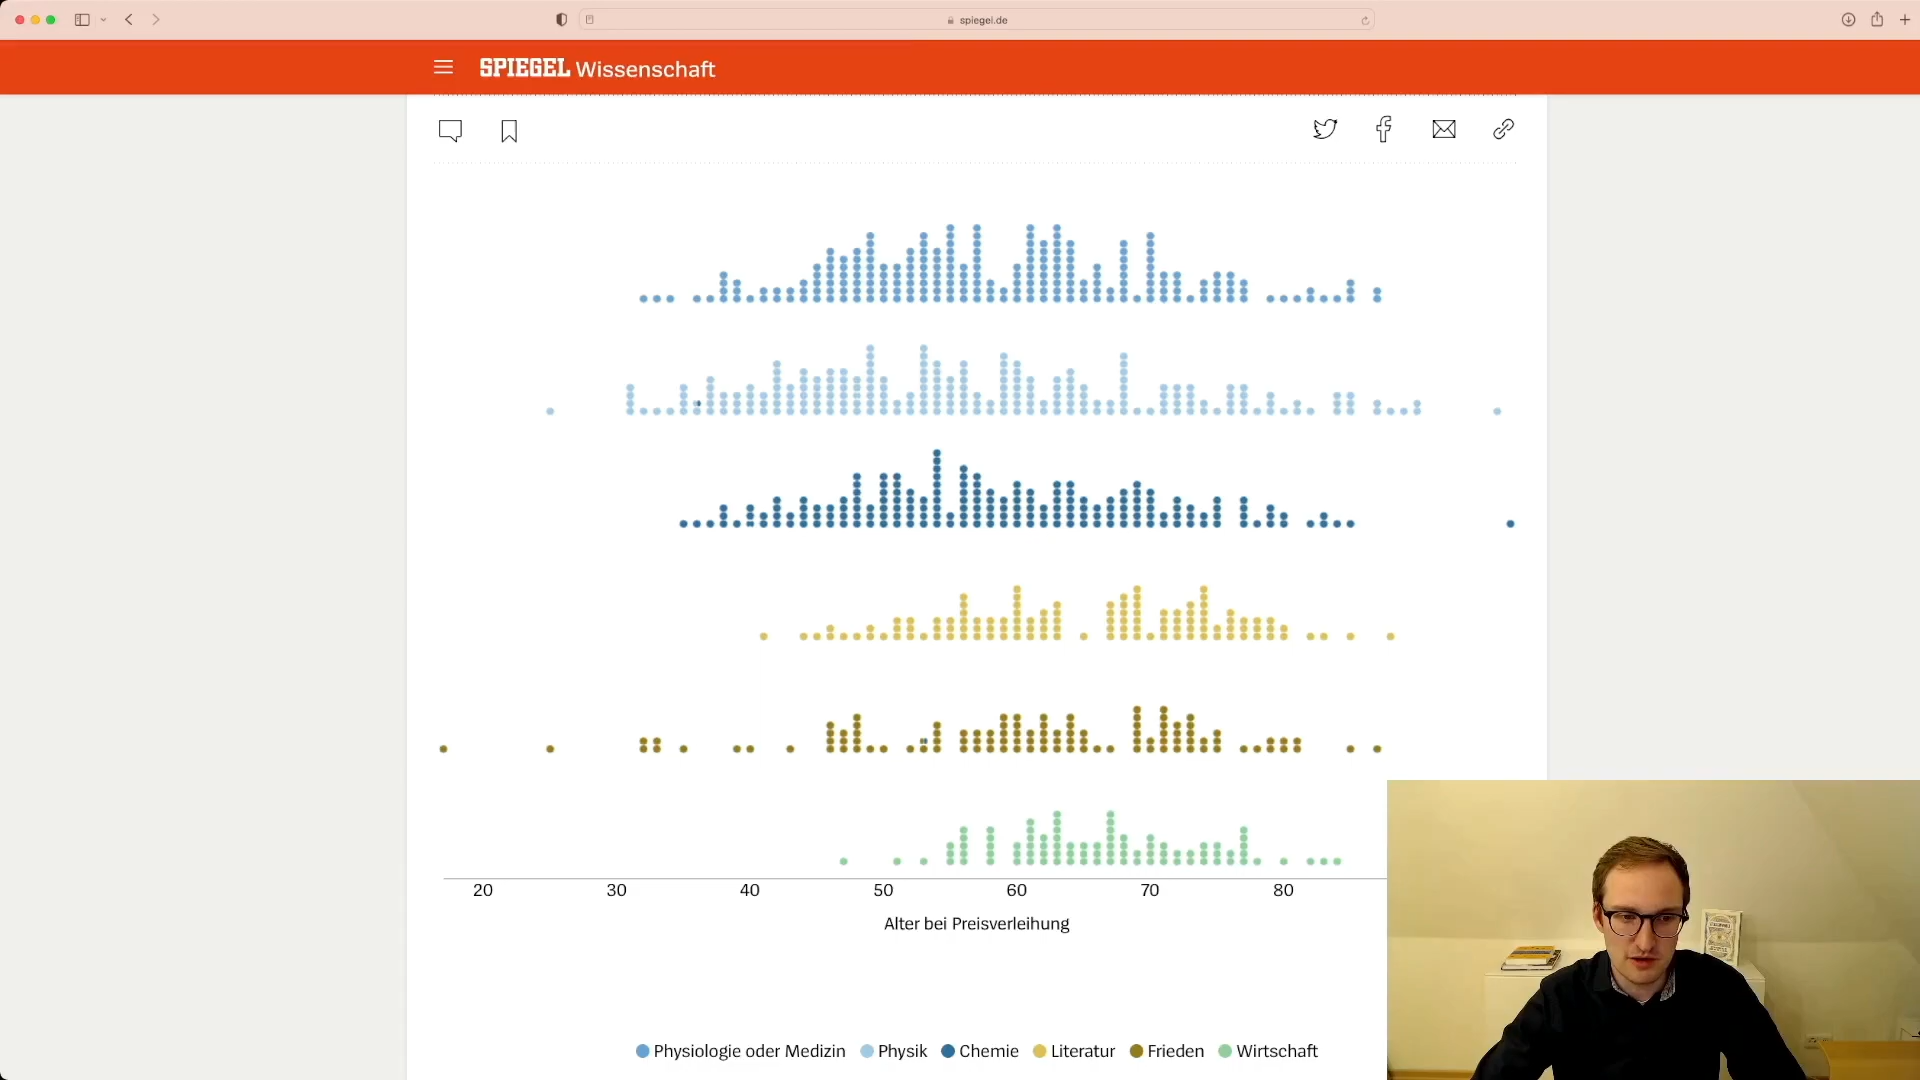 spiegel.de
SPIEGEL Wissenschaft
20 30 40 50 60 70 80
Alter bei Preisverleihung
Physiologie oder Medizin Physik Chemie Literatur Frieden Wirtschaft